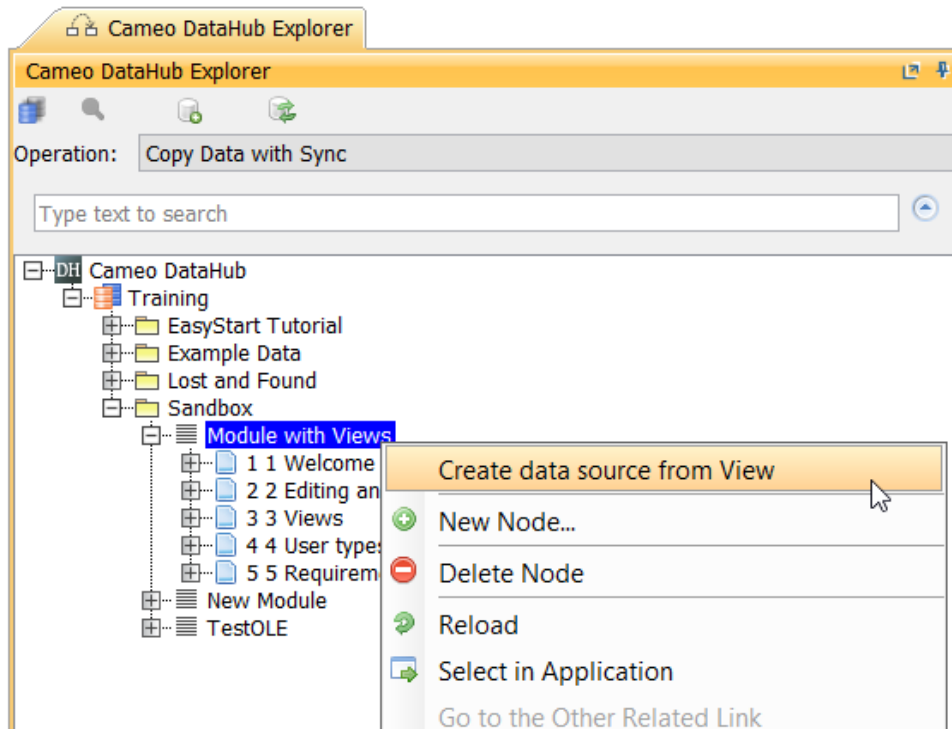 Cameo DataHub Explorer
Cameo DataHub Explorer
Operation: Copy Data with Sync
Type text to search
DH Cameo DataHub
Training
EasyStart Tutorial
Example Data
Lost and Found
Sandbox
Module with Views
1 1 Welcome
Create data source from View
2 2 Editing
3 3 Views
New Node...
4 4 User types
5 5 
Delete Node
New Module
Reload
TestOLE
Select in Application
Go to the Other Related Link